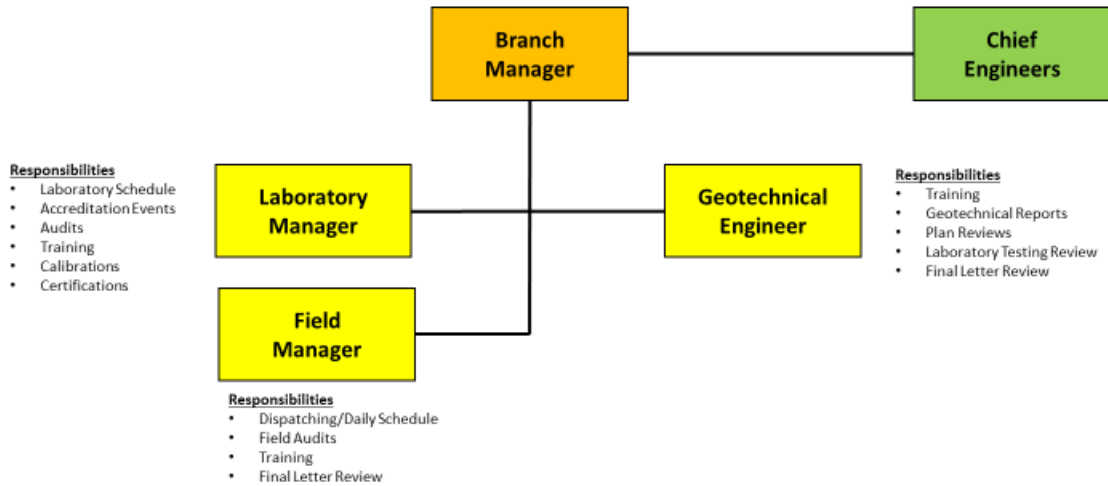 Branch
Manager
Chief
Engineers
Responsibilities
• Laboratory Schedule
• Accreditation Events
• Audits
• Training
• Calibrations
• Certifications
Laboratory
Manager
Geotechnical
Engineer
Responsibilities
• Training
• Geotechnical Reports
• Plan Reviews
• Laboratory Testing Review
• Final Letter Review
Field
Manager
Responsibilities
• Dispatching/Daily Schedule
• Field Audits
• Training
• Final Letter Review